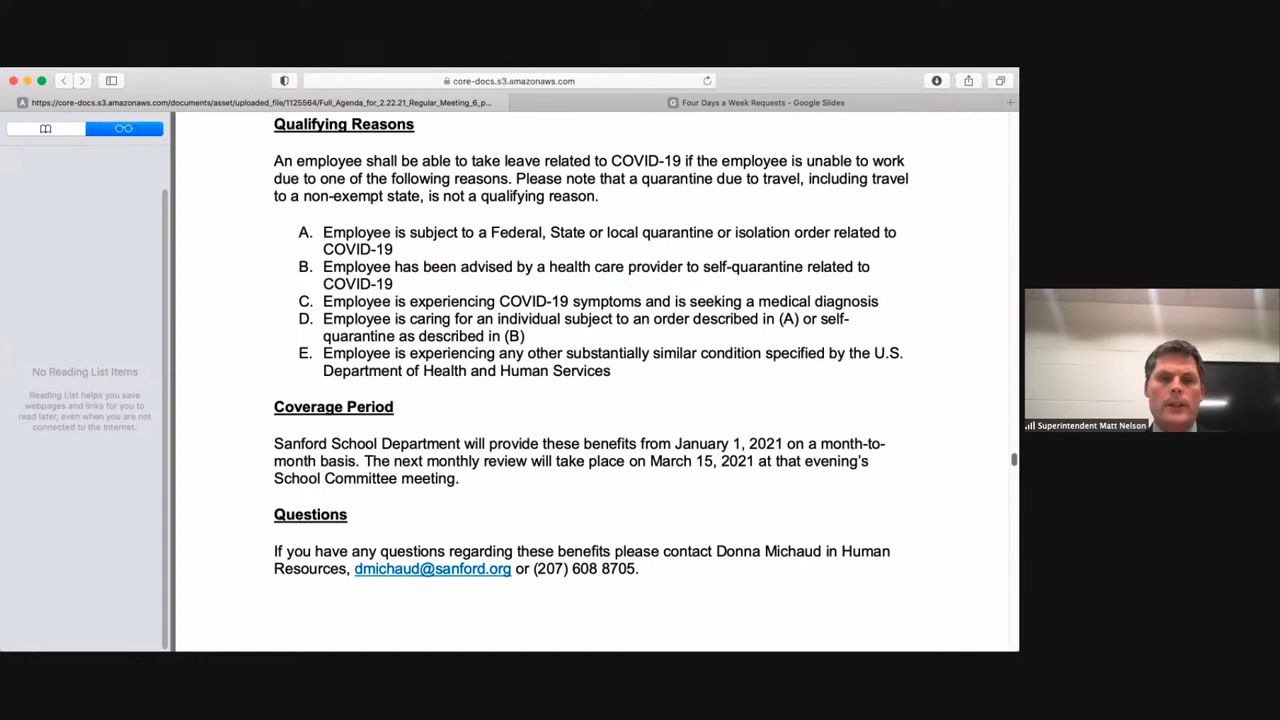 core-docs.s3.amazonaws.com
https://core-docs.s3.amazonaws.com/documents/asset/uploaded_file/1125564/Full_Agenda_for_2.22.21_Regular_Meeting_6_p...
Four Days a Week Requests - Google Slides
No Reading List Items
Reading List helps you save
webpages and links for you to
read later, even when you are not
connected to the Internet.
Qualifying Reasons
An employee shall be able to take leave related to COVID-19 if the employee is unable to work
due to one of the following reasons. Please note that a quarantine due to travel, including travel
to a non-exempt state, is not a qualifying reason.
A. Employee is subject to a Federal, State or local quarantine or isolation order related to
COVID-19
B. Employee has been advised by a health care provider to self-quarantine related to
COVID-19
C. Employee is experiencing COVID-19 symptoms and is seeking a medical diagnosis
D. Employee is caring for an individual subject to an order described in (A) or self-
quarantine as described in (B)
E. Employee is experiencing any other substantially similar condition specified by the U.S.
Department of Health and Human Services
Coverage Period
Sanford School Department will provide these benefits from January 1, 2021 on a month-to-
month basis. The next monthly review will take place on March 15, 2021 at that evening's
School Committee meeting.
Questions
If you have any questions regarding these benefits please contact Donna Michaud in Human
Resources, dmichaud@sanford.org or (207) 608 8705.
Superintendent Matt Nelson